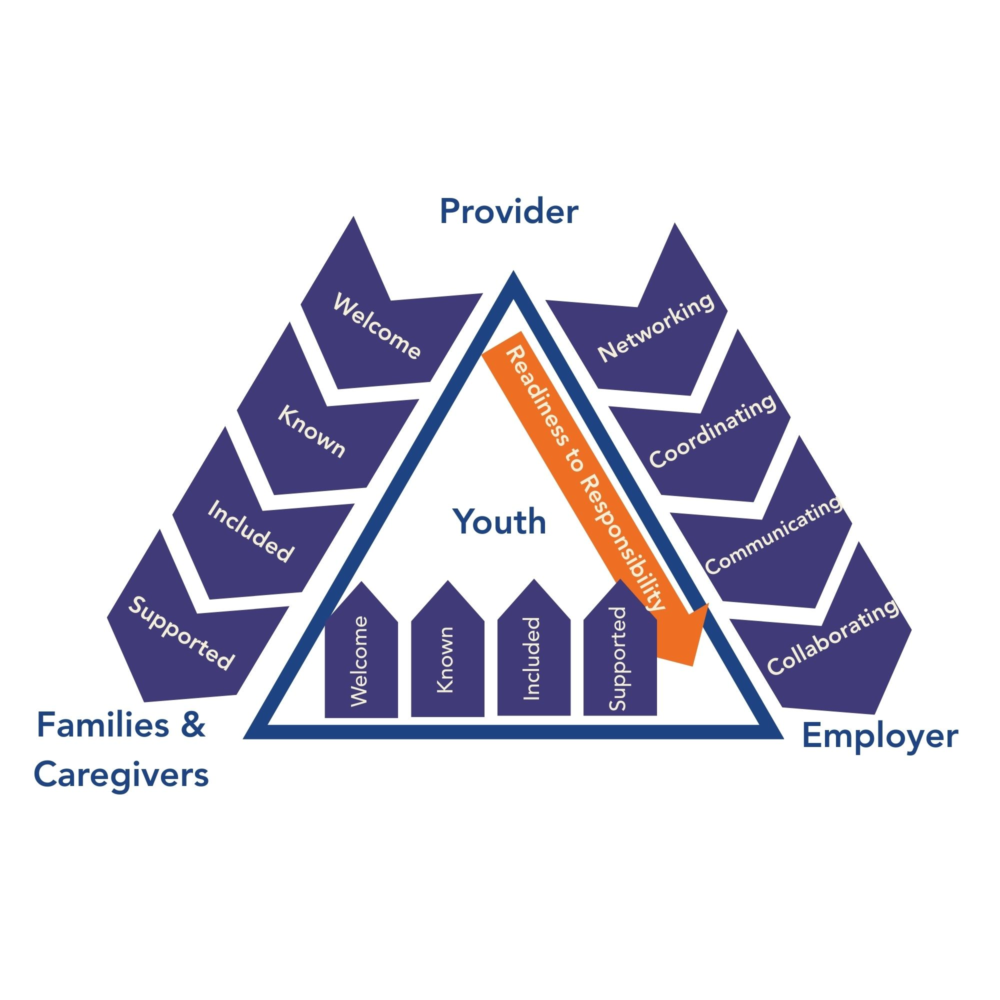 Provider
Welcome
Known
Included
Supported
Networking
Coordinating
Communicating
Collaborating
Readiness to Responsibility
Youth
Welcome
Known
Included
Supported
Families &
Caregivers
Employer